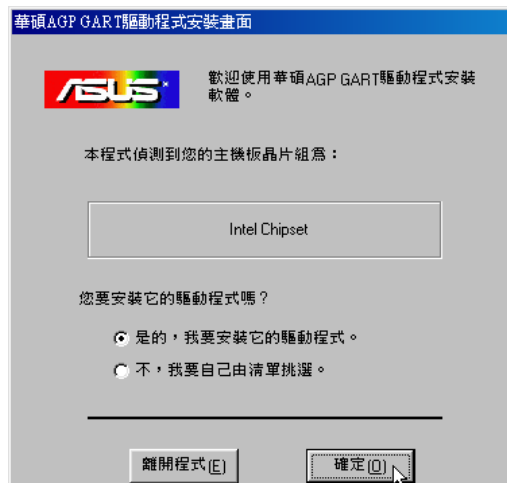 華碩AGP GART驅動程式安裝畫面
ASUS
歡迎使用華碩AGP GART驅動程式安裝
軟體。
本程式偵測到您的主機板晶片組為：
Intel Chipset
您要安裝它的驅動程式嗎？
是的，我要安裝它的驅動程式。
不，我要自己由清單挑選。
離開程式(E)
確定(O)